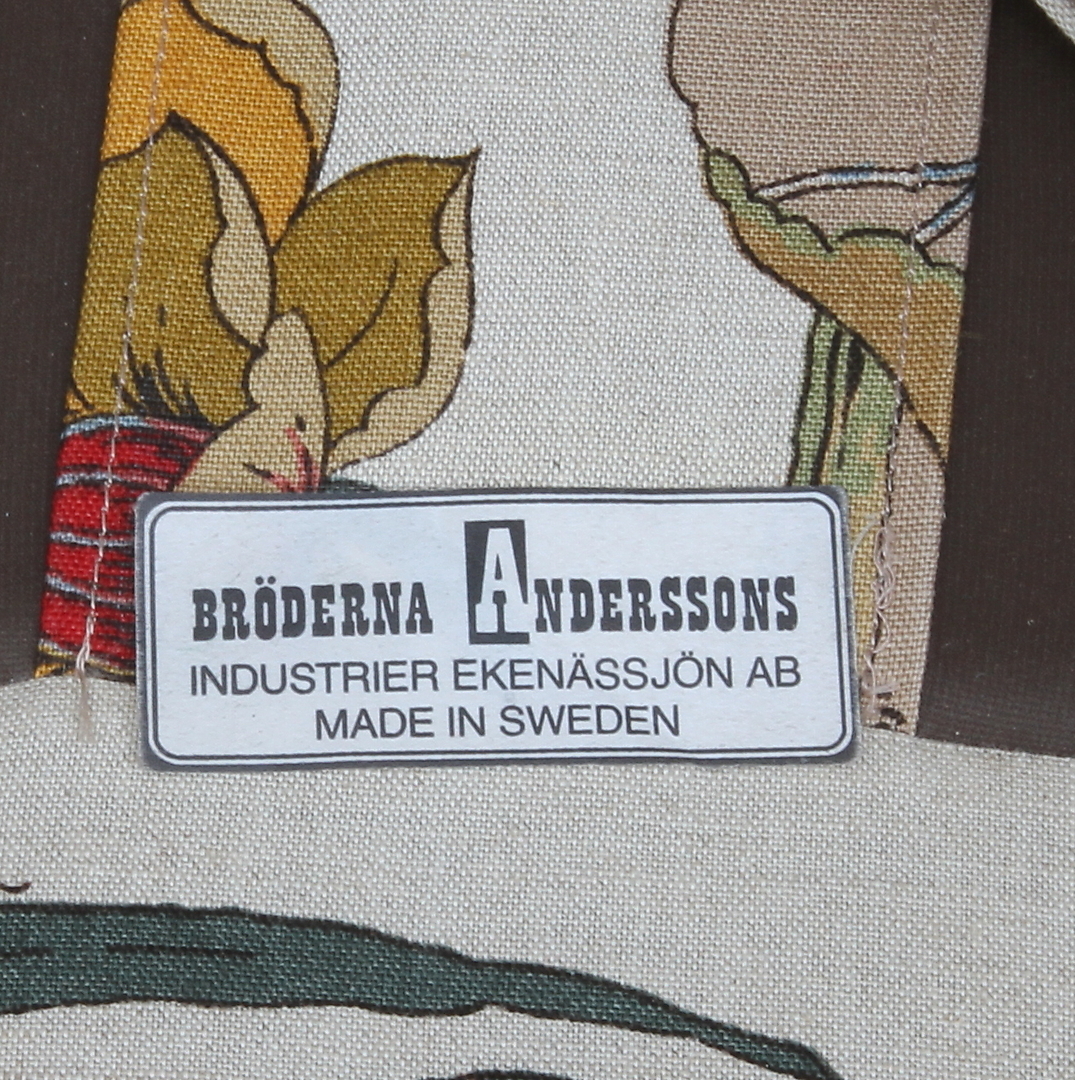 BRÖDERNA ANDERSSONS
INDUSTRIER EKENÄSSJÖN AB
MADE IN SWEDEN